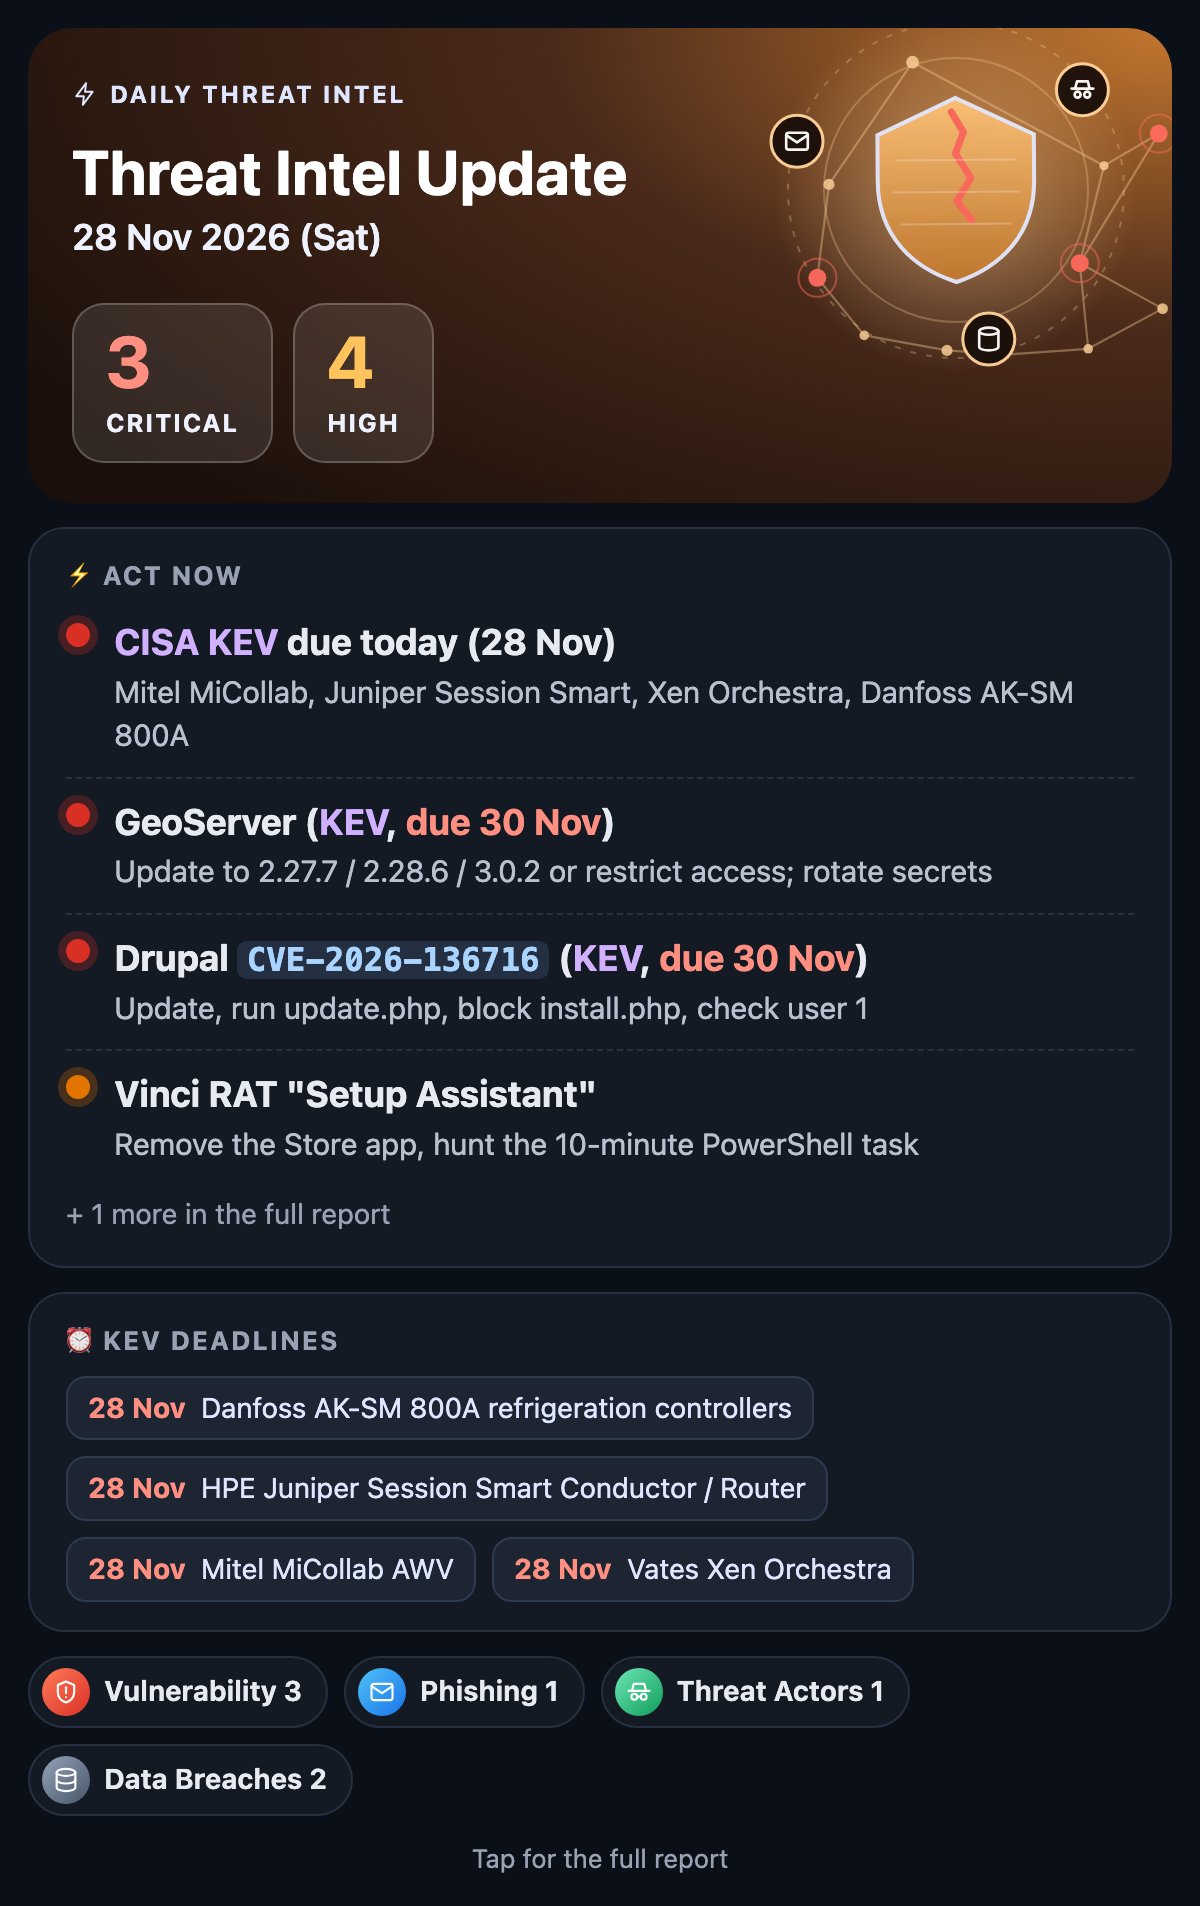 DAILY THREAT INTEL
Threat Intel Update
28 Nov 2026 (Sat)
3
CRITICAL
4
HIGH
⚡ ACT NOW
CISA KEV due today (28 Nov)
Mitel MiCollab, Juniper Session Smart, Xen Orchestra, Danfoss AK-SM
800A
GeoServer (KEV, due 30 Nov)
Update to 2.27.7 / 2.28.6 / 3.0.2 or restrict access; rotate secrets
Drupal CVE-2026-136716 (KEV, due 30 Nov)
Update, run update.php, block install.php, check user 1
Vinci RAT "Setup Assistant"
Remove the Store app, hunt the 10-minute PowerShell task
+ 1 more in the full report
⏰ KEV DEADLINES
28 Nov Danfoss AK-SM 800A refrigeration controllers
28 Nov HPE Juniper Session Smart Conductor / Router
28 Nov Mitel MiCollab AWV
28 Nov Vates Xen Orchestra
Vulnerability 3
Phishing 1
Threat Actors 1
Data Breaches 2
Tap for the full report